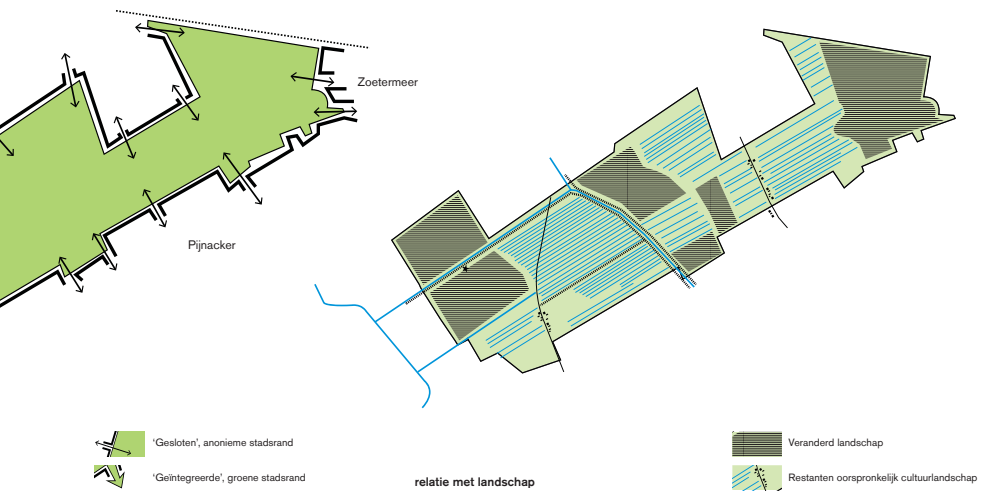 Zoetermeer
Pijnacker
'Gesloten', anonieme stadsrand
'Geïntegreerde', groene stadsrand
relatie met landschap
Veranderd landschap
Restanten oorspronkelijk cultuurlandschap